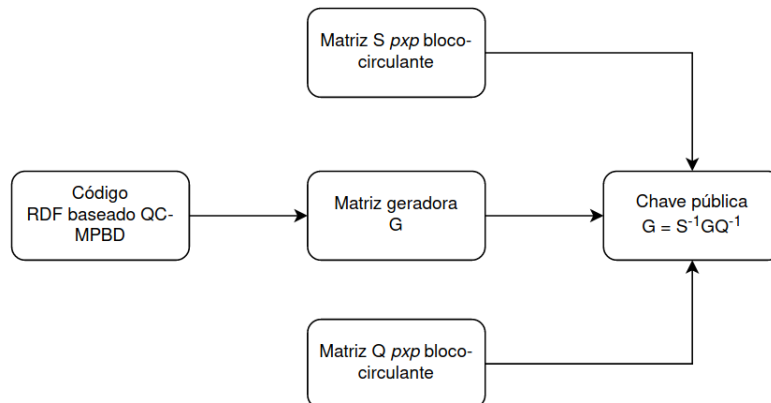 Matriz S pxp bloco-
circulante
Código
RDF baseado QC-
MPBD
Matriz geradora
G
Chave pública
G = S⁻¹GQ⁻¹
Matriz Q pxp bloco-
circulante